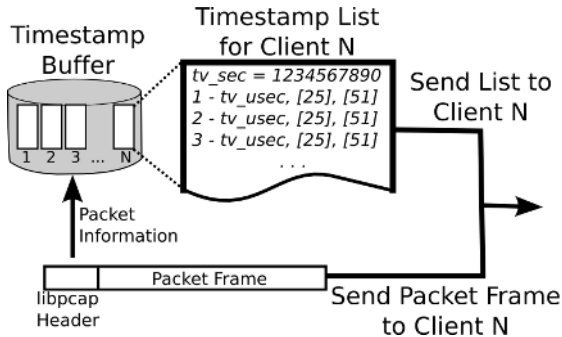 Timestamp
Buffer
1 2 3 ... N
Timestamp List
for Client N
tv_sec = 1234567890
1 - tv_usec, [25], [51]
2 - tv_usec, [25], [51]
3 - tv_usec, [25], [51]
. . .
Send List to
Client N
Packet
Information
Packet Frame
libpcap
Header
Send Packet Frame
to Client N